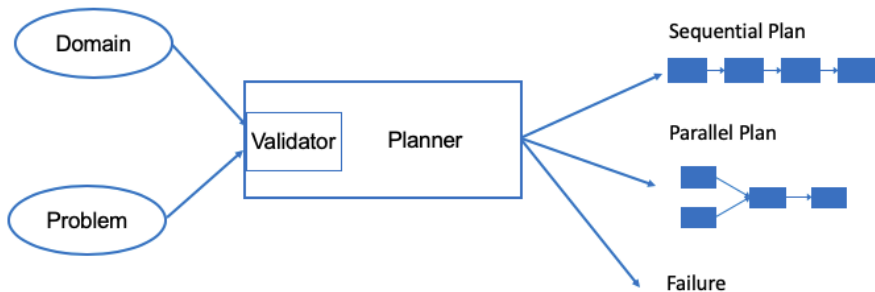 Domain
Problem
Validator
Planner
Sequential Plan
Parallel Plan
Failure